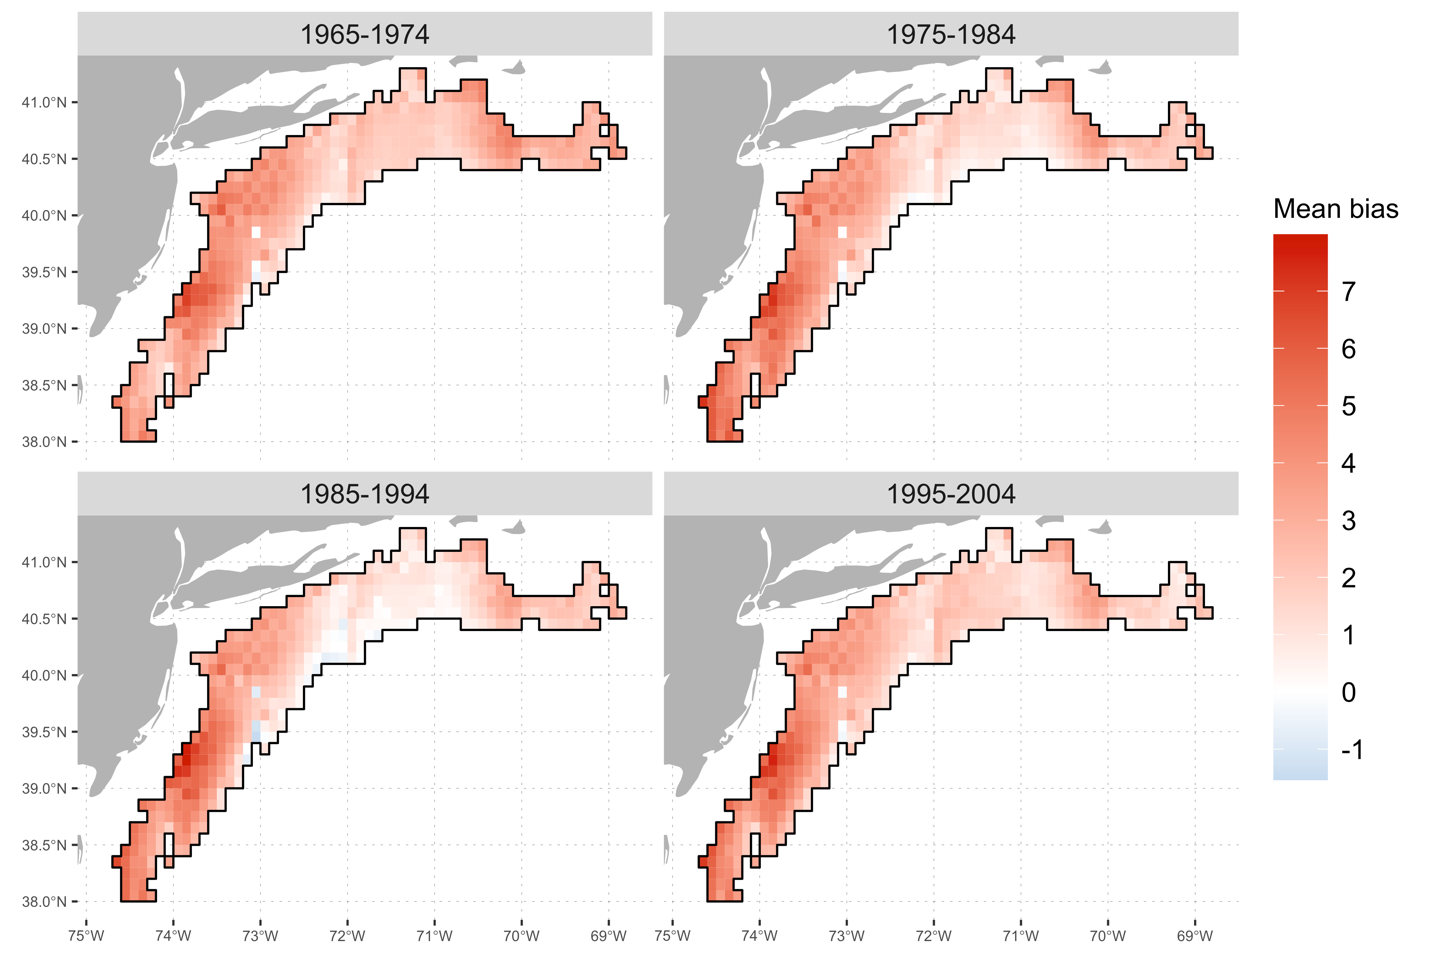 1965-1974
1975-1984
41.0°N
40.5°N
40.0°N
39.5°N
39.0°N
38.5°N
38.0°N
1985-1994
1995-2004
41.0°N
40.5°N
40.0°N
39.5°N
39.0°N
38.5°N
38.0°N
75°W 74°W 73°W 72°W 71°W 70°W 69°W
75°W 74°W 73°W 72°W 71°W 70°W 69°W
Mean bias
7
6
5
4
3
2
1
0
-1